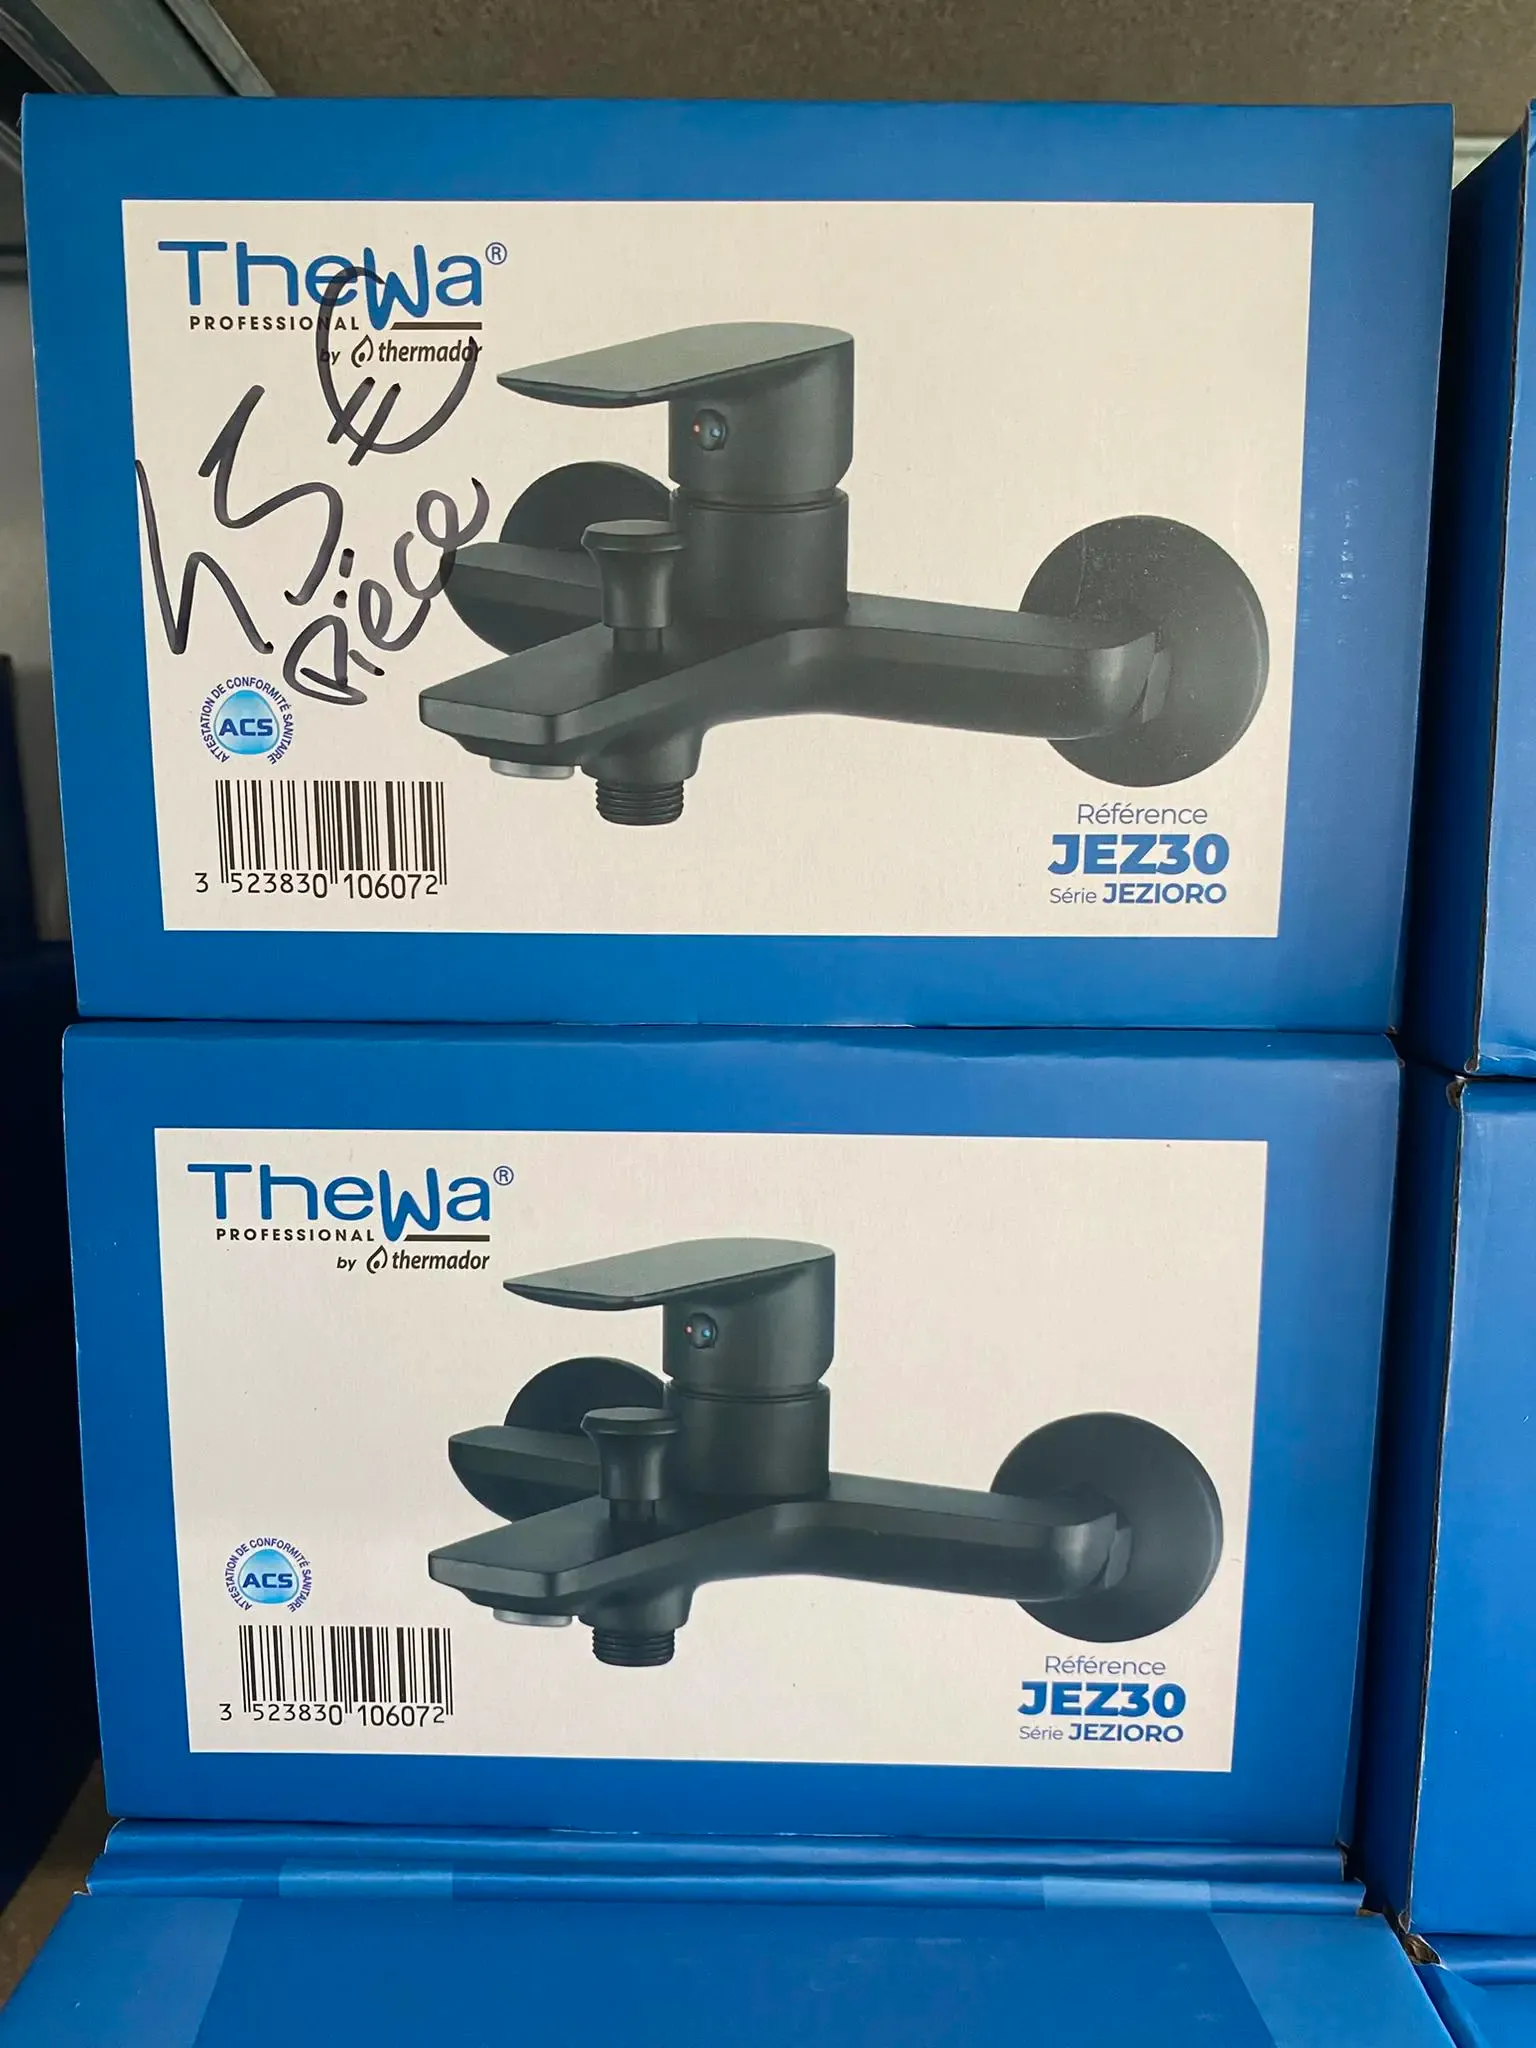 TheWa®
PROFESSIONAL
by thermador
45€
Pièce
ATTESTATION DE CONFORMITÉ SANITAIRE
ACS
3 523830 106072
Référence
JEZ30
Série JEZIORO
TheWa®
PROFESSIONAL
by thermador
ATTESTATION DE CONFORMITÉ SANITAIRE
ACS
3 523830 106072
Référence
JEZ30
Série JEZIORO